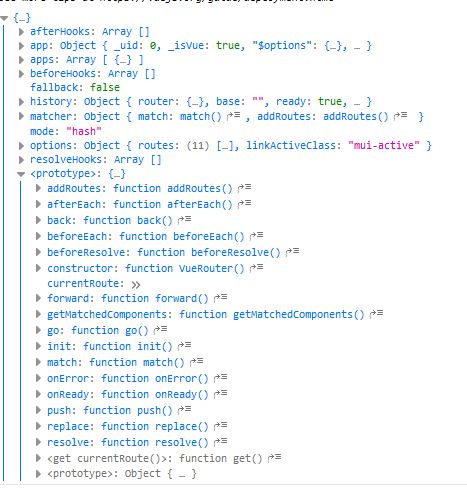 {…}
afterHooks: Array []
app: Object { _uid: 0, _isVue: true, "$options": {…}, … }
apps: Array [ {…} ]
beforeHooks: Array []
fallback: false
history: Object { router: {…}, base: "", ready: true, … }
matcher: Object { match: match(), addRoutes: addRoutes() }
mode: "hash"
options: Object { routes: (11) […], linkActiveClass: "mui-active" }
resolveHooks: Array []
<prototype>: {…}
addRoutes: function addRoutes()
afterEach: function afterEach()
back: function back()
beforeEach: function beforeEach()
beforeResolve: function beforeResolve()
constructor: function VueRouter()
currentRoute: »
forward: function forward()
getMatchedComponents: function getMatchedComponents()
go: function go()
init: function init()
match: function match()
onError: function onError()
onReady: function onReady()
push: function push()
replace: function replace()
resolve: function resolve()
<get currentRoute()>: function get()
<prototype>: Object { … }